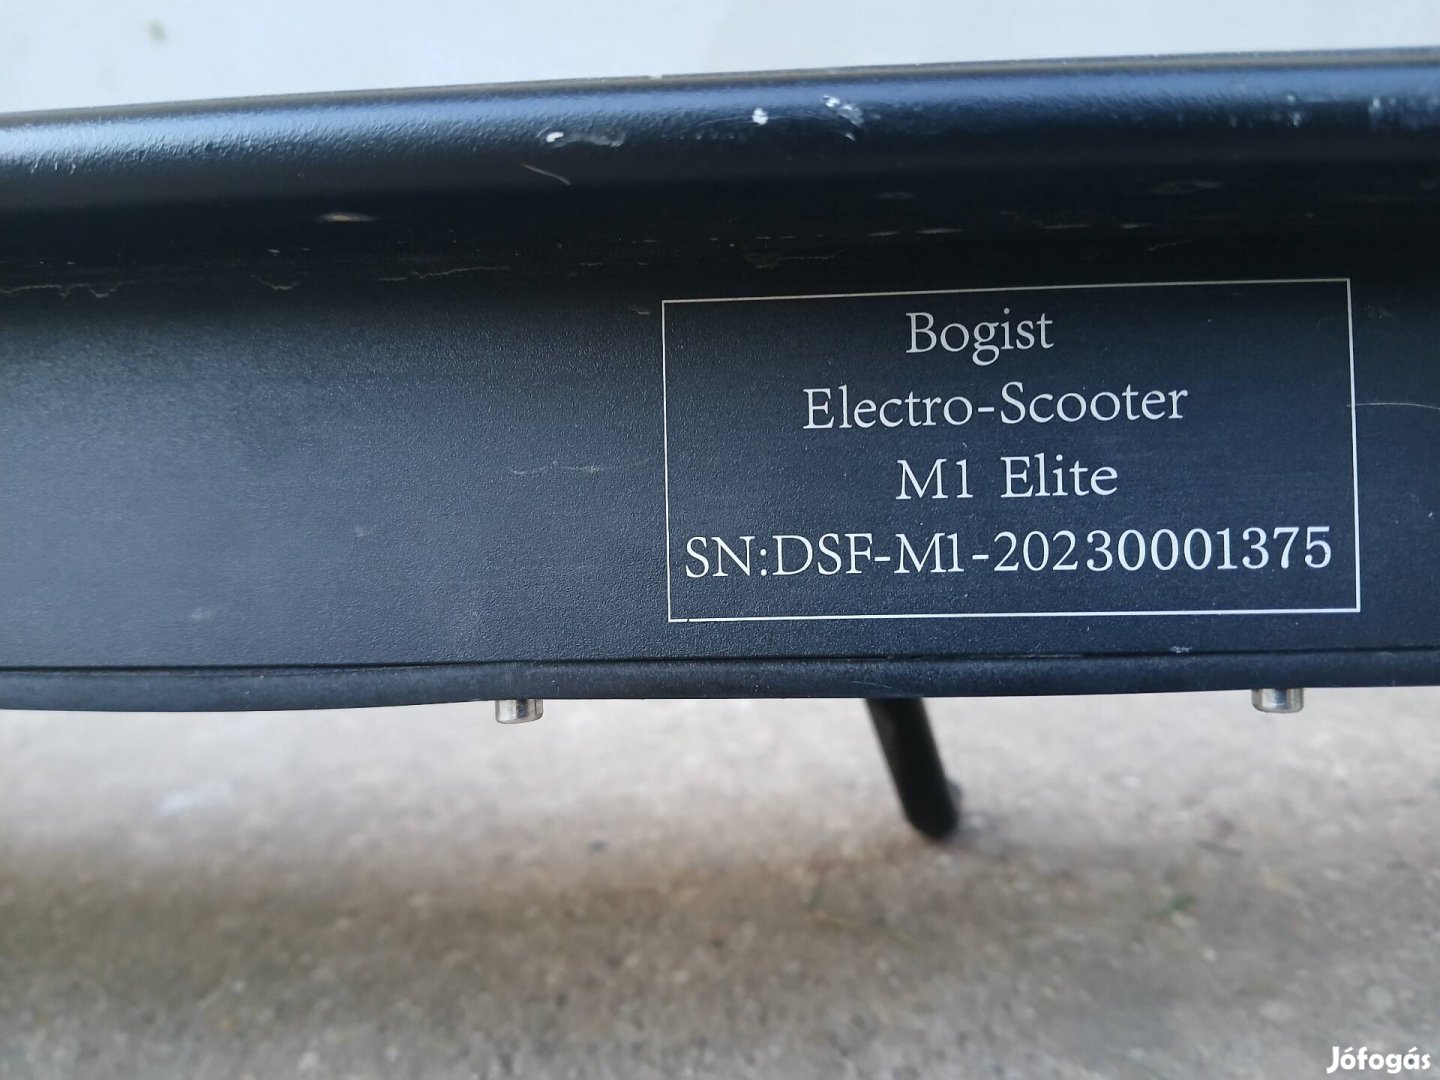 Bogist
Electro-Scooter
M1 Elite
SN:DSF-M1-20230001375
Jófogás